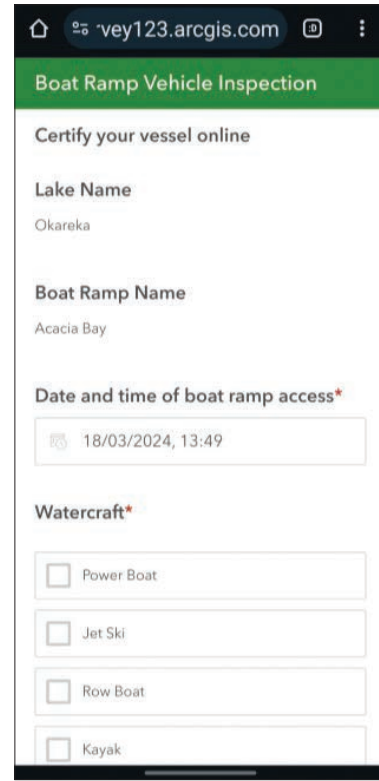 vey123.arcgis.com :D
Boat Ramp Vehicle Inspection
Certify your vessel online
Lake Name
Okareka
Boat Ramp Name
Acacia Bay
Date and time of boat ramp access*
18/03/2024, 13:49
Watercraft*
Power Boat
Jet Ski
Row Boat
Kayak